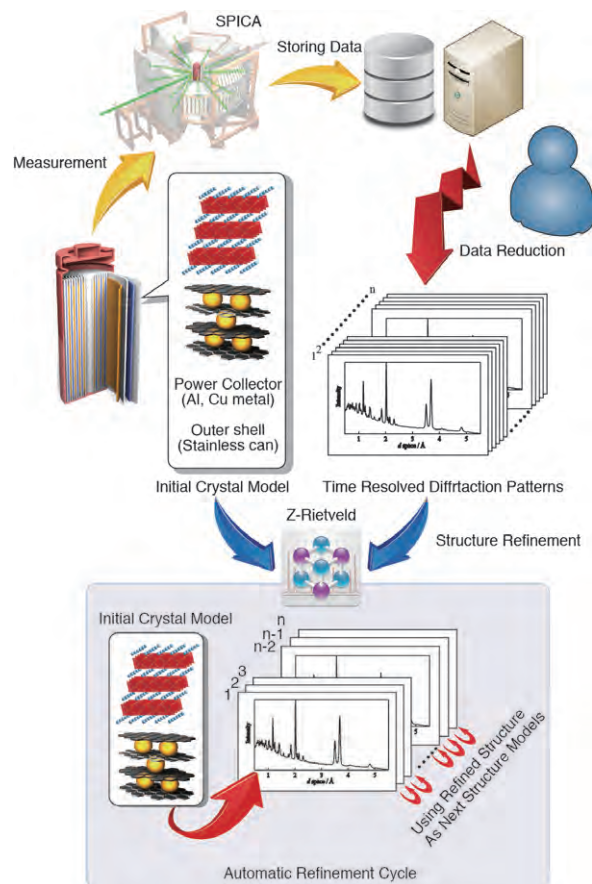 SPICA
Storing Data
Measurement
Data Reduction
n
2
1
Intensity
1 2 3 4 5
d space / Å
Power Collector
(Al, Cu metal)
Outer shell
(Stainless can)
Initial Crystal Model
Time Resolved Diffrtaction Patterns
Z-Rietveld
Structure Refinement
Initial Crystal Model
n
n-1
n-2
3
2
1
5
Intensity
1 2 3 4 5
d space / Å
Using Refined Structure
As Next Structure Models
Automatic Refinement Cycle